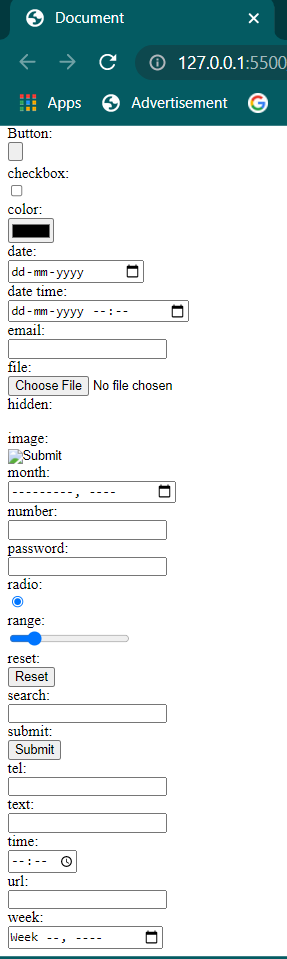 Document
127.0.0.1:5500
Apps Advertisement
Button:
checkbox:
color:
date:
dd-mm-yyyy
date time:
dd-mm-yyyy --:--
email:
file:
Choose File No file chosen
hidden:
image:
Submit
month:
---------, ----
number:
password:
radio:
range:
reset:
Reset
search:
submit:
Submit
tel:
text:
time:
--:--
url:
week:
Week --, ----